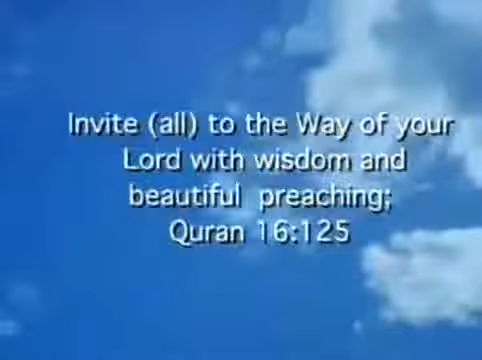 Invite (all) to the Way of your
Lord with wisdom and
beautiful preaching;
Quran 16:125